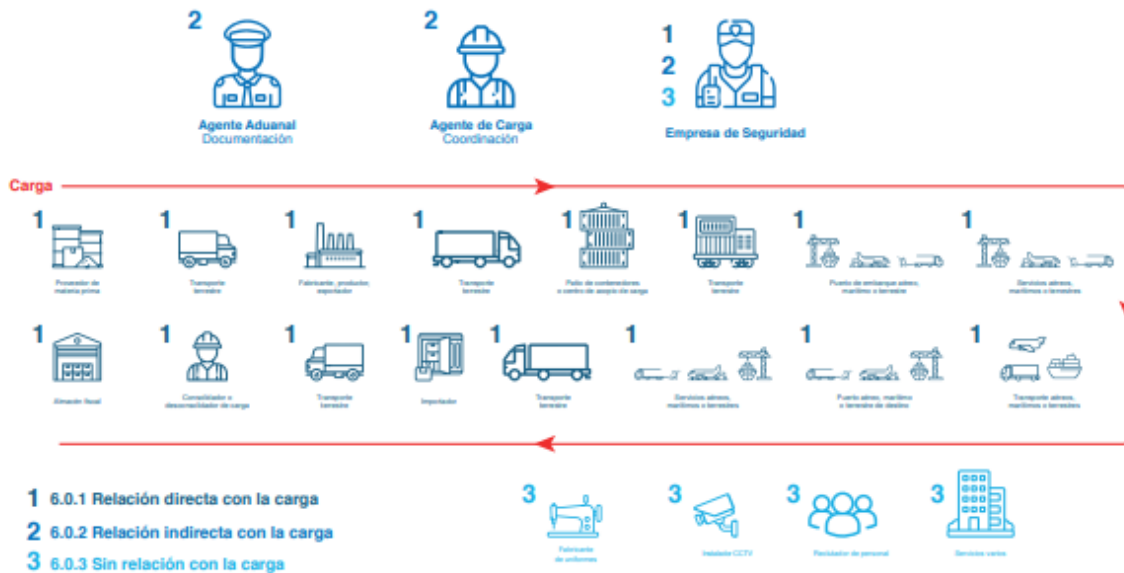 2
2
1
2
3
Agente Aduanal
Documentación
Agente de Carga
Coordinación
Empresa de Seguridad
Carga
1 1 1 1 1 1 1 1
Proveedor de
materia prima
Transporte
terrestre
Fabricante, productor,
exportador
Transporte
terrestre
Patio de contenedores
o centro de acopio de carga
Transporte
terrestre
Puerto de embarque aéreo,
marítimo o terrestre
Servicios aéreos,
marítimos o terrestres
1 1 1 1 1 1 1 1
Almacén fiscal
Consolidador o
desconsolidador de carga
Transporte
terrestre
Importador
Transporte
terrestre
Servicios aéreos,
marítimos o terrestres
Puerto aéreo, marítimo
o terrestre de destino
Transporte aéreos,
marítimos o terrestres
1 6.0.1 Relación directa con la carga
2 6.0.2 Relación indirecta con la carga
3 6.0.3 Sin relación con la carga
3 3 3 3
Fabricante
de uniformes
Instalador CCTV
Reclutador de personal
Servicios varios